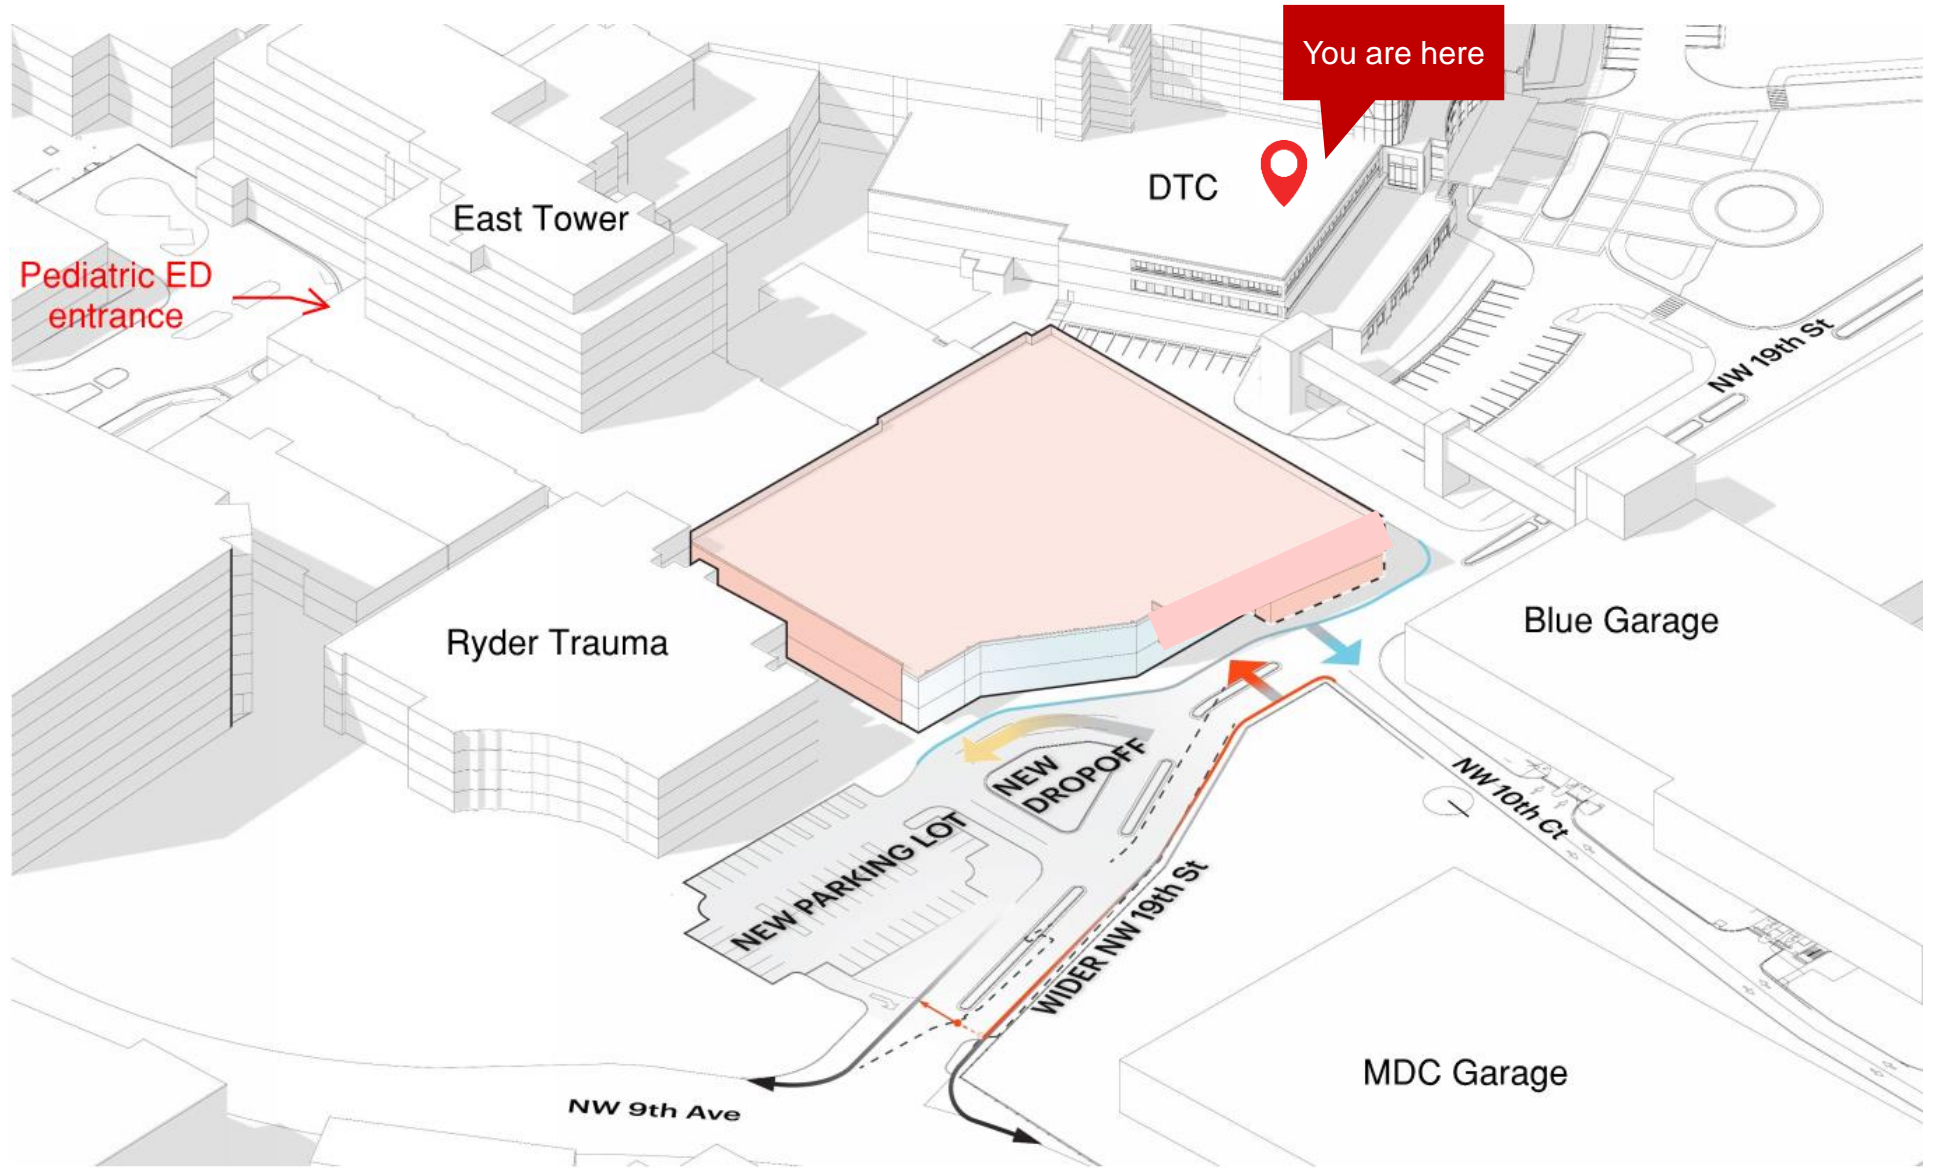 You are here
DTC
East Tower
Pediatric ED
entrance
NW 19th St
Ryder Trauma
Blue Garage
NEW
DROPOFF
NW 10th Ct
NEW PARKING LOT
WIDER NW 19th St
MDC Garage
NW 9th Ave